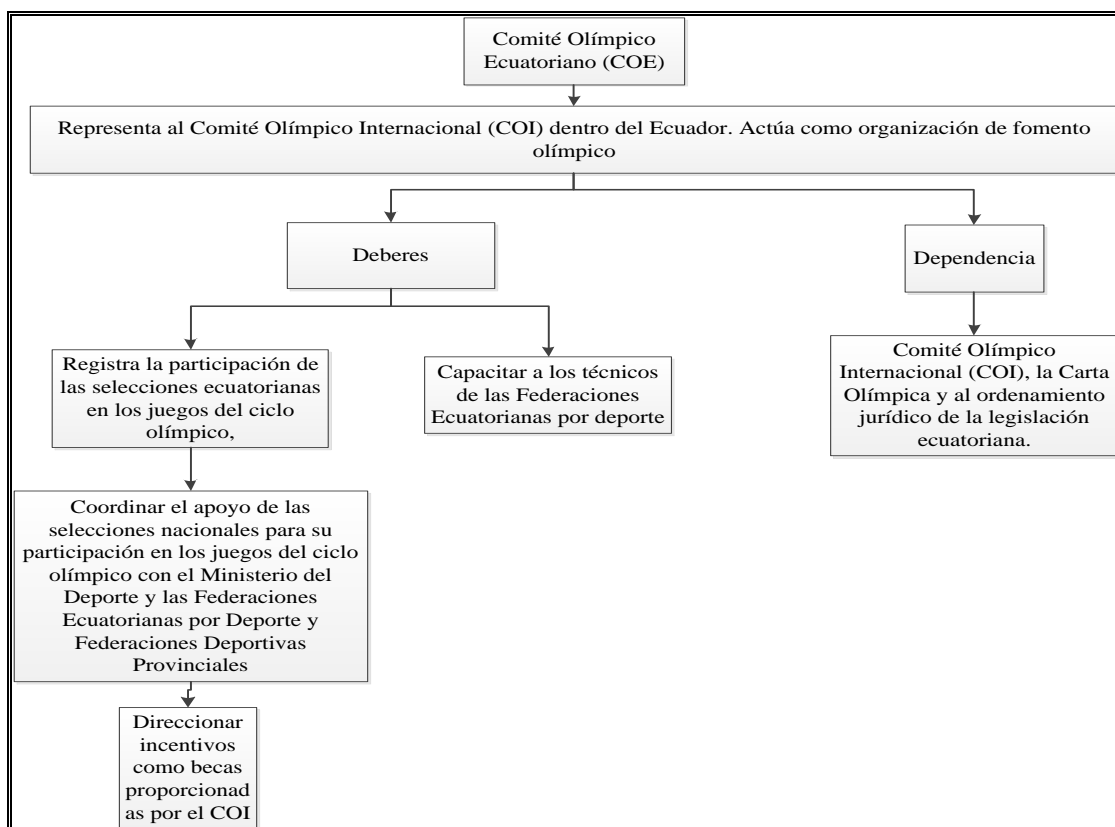 Comité Olímpico
Ecuatoriano (COE)
Representa al Comité Olímpico Internacional (COI) dentro del Ecuador. Actúa como organización de fomento
olímpico
Deberes
Dependencia
Registra la participación de
las selecciones ecuatorianas
en los juegos del ciclo
olímpico,
Capacitar a los técnicos
de las Federaciones
Ecuatorianas por deporte
Comité Olímpico
Internacional (COI), la Carta
Olímpica y al ordenamiento
jurídico de la legislación
ecuatoriana.
Coordinar el apoyo de las
selecciones nacionales para su
participación en los juegos del ciclo
olímpico con el Ministerio del
Deporte y las Federaciones
Ecuatorianas por Deporte y
Federaciones Deportivas
Provinciales
Direccionar
incentivos
como becas
proporcionad
as por el COI